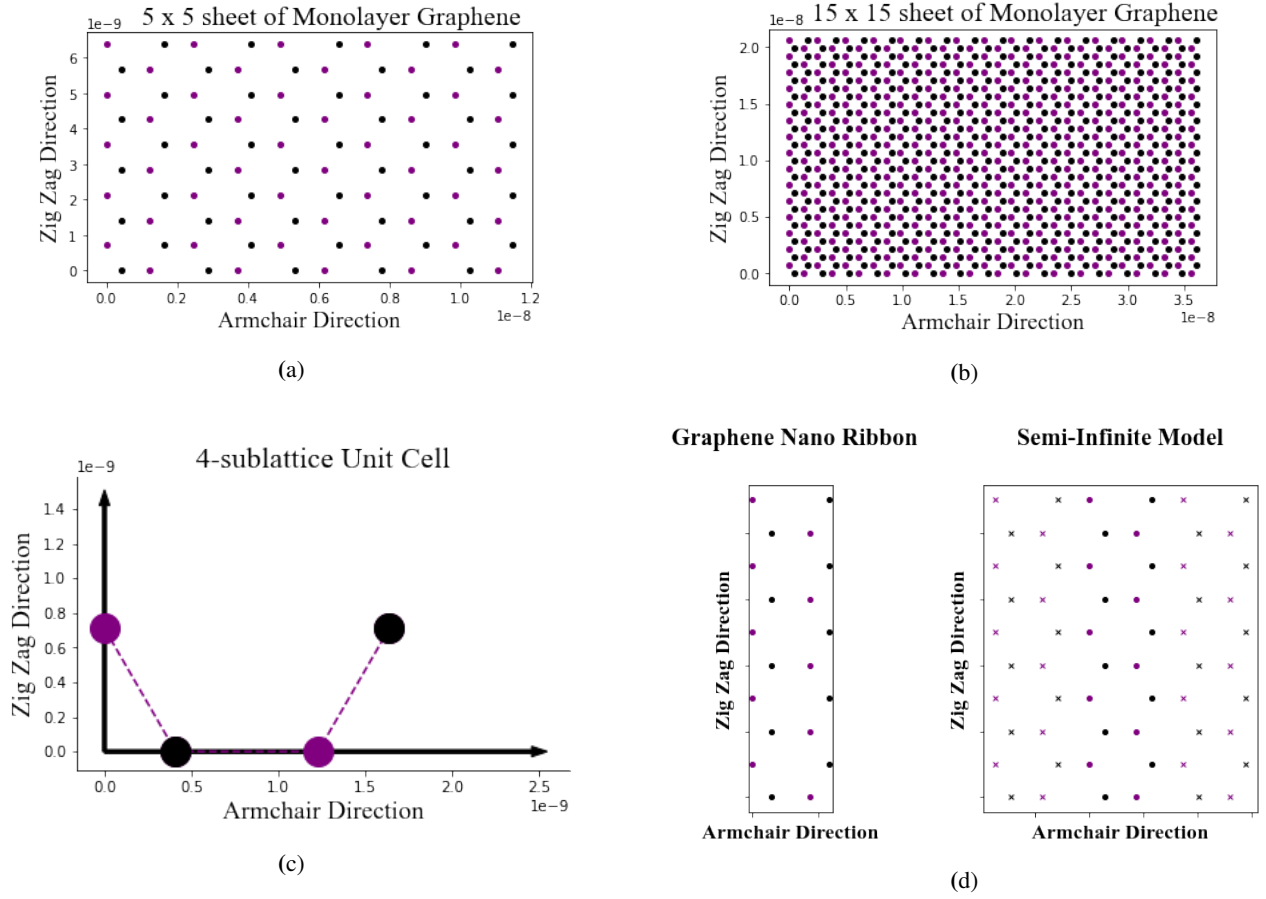 5 x 5 sheet of Monolayer Graphene
1e−9
6
5
4
3
2
1
0
Zig Zag Direction
0.0 0.2 0.4 0.6 0.8 1.0 1.2
1e−8
Armchair Direction
(a)
15 x 15 sheet of Monolayer Graphene
1e−8
2.0
1.5
1.0
0.5
0.0
Zig Zag Direction
0.0 0.5 1.0 1.5 2.0 2.5 3.0 3.5
1e−8
Armchair Direction
(b)
4-sublattice Unit Cell
1e−9
1.4
1.2
1.0
0.8
0.6
0.4
0.2
0.0
Zig Zag Direction
0.0 0.5 1.0 1.5 2.0 2.5
1e−9
Armchair Direction
(c)
Graphene Nano Ribbon
Zig Zag Direction
Armchair Direction
Semi-Infinite Model
Zig Zag Direction
Armchair Direction
(d)